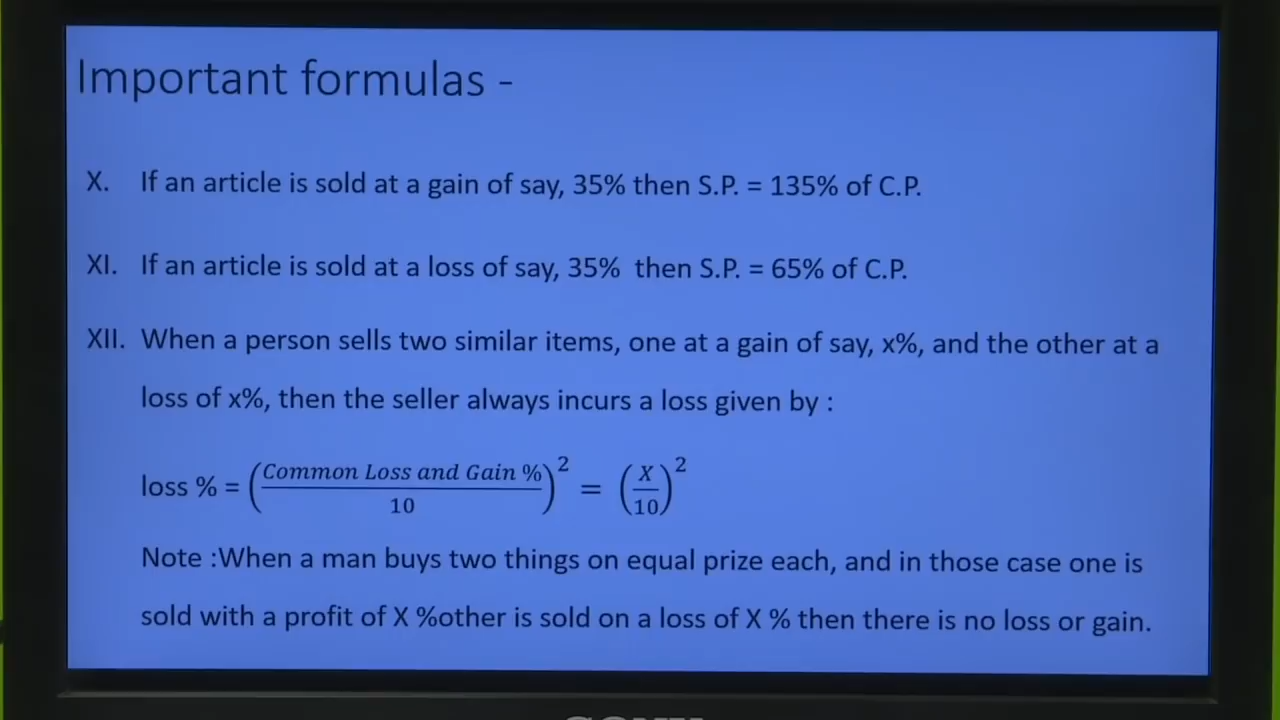 Important formulas -
X. If an article is sold at a gain of say, 35% then S.P. = 135% of C.P.
XI. If an article is sold at a loss of say, 35% then S.P. = 65% of C.P.
XII. When a person sells two similar items, one at a gain of say, x%, and the other at a
loss of x%, then the seller always incurs a loss given by :
loss % = (Common Loss and Gain % / 10)² = (X / 10)²
Note :When a man buys two things on equal prize each, and in those case one is
sold with a profit of X %other is sold on a loss of X % then there is no loss or gain.